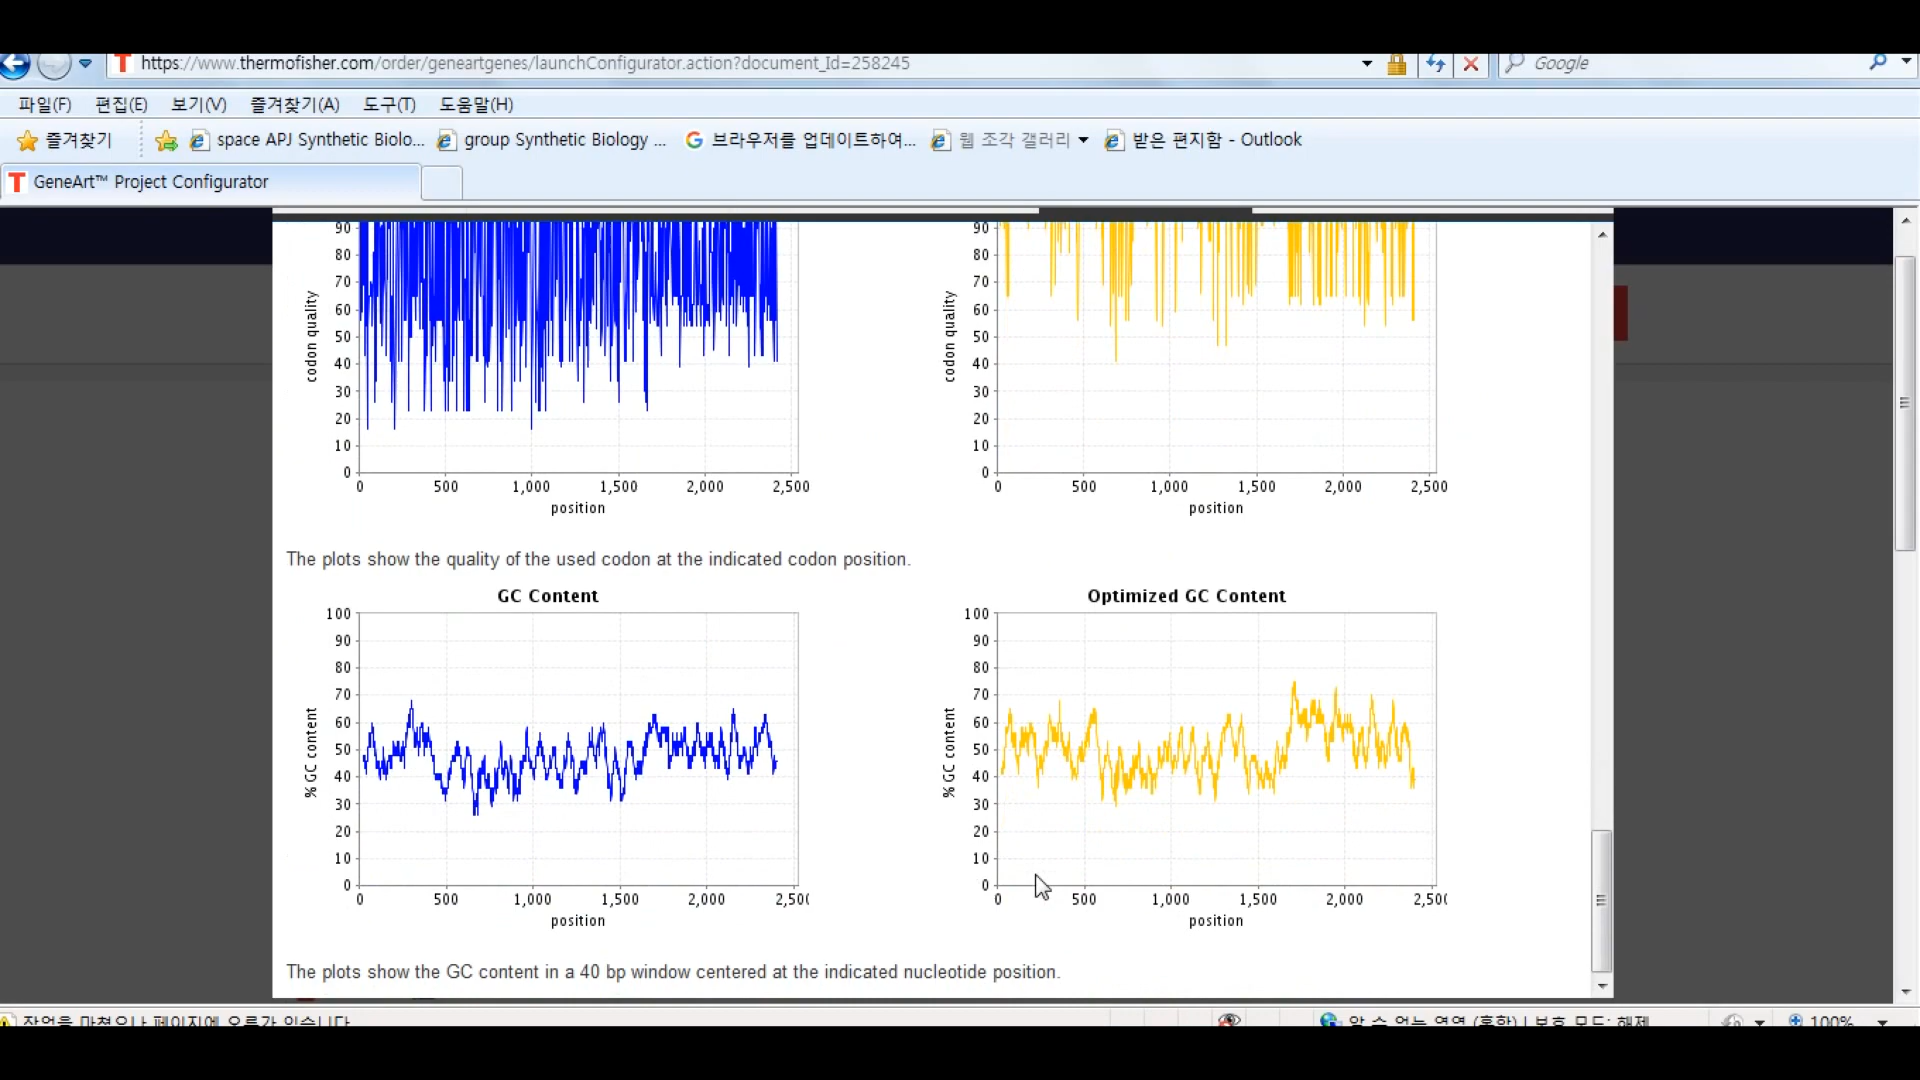 https://www.thermofisher.com/order/geneartgenes/launchConfigurator.action?document_Id=258245
Google
파일(F) 편집(E) 보기(V) 즐겨찾기(A) 도구(T) 도움말(H)
즐겨찾기 space APJ Synthetic Biolo... group Synthetic Biology ... 브라우저를 업데이트하여... 웹 조각 갤러리 받은 편지함 - Outlook
GeneArt™ Project Configurator
90 80 70 60 50 40 30 20 10 0
codon quality
0 500 1,000 1,500 2,000 2,500
position
90 80 70 60 50 40 30 20 10 0
codon quality
0 500 1,000 1,500 2,000 2,500
position
The plots show the quality of the used codon at the indicated codon position.
GC Content
100 90 80 70 60 50 40 30 20 10 0
% GC content
0 500 1,000 1,500 2,000 2,50
position
Optimized GC Content
100 90 80 70 60 50 40 30 20 10 0
% GC content
0 500 1,000 1,500 2,000 2,50
position
The plots show the GC content in a 40 bp window centered at the indicated nucleotide position.
100%